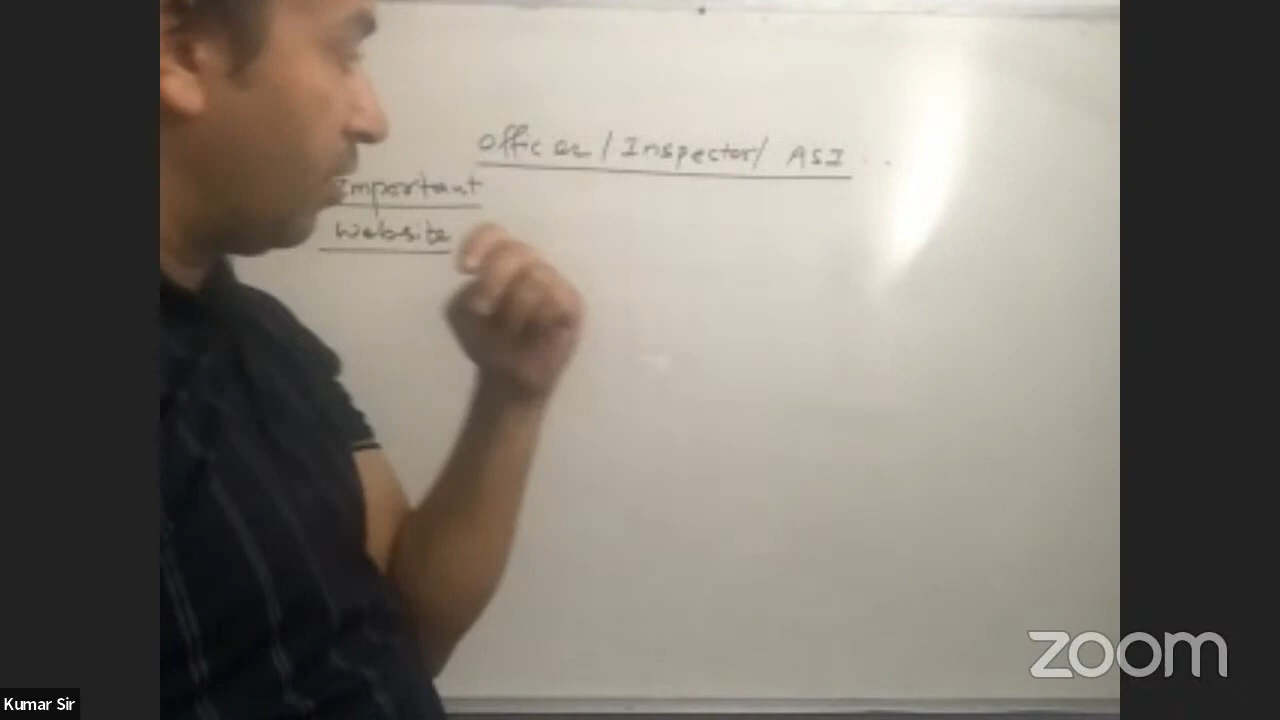 Officer / Inspector / ASI ..
Important
Website
zoom
Kumar Sir